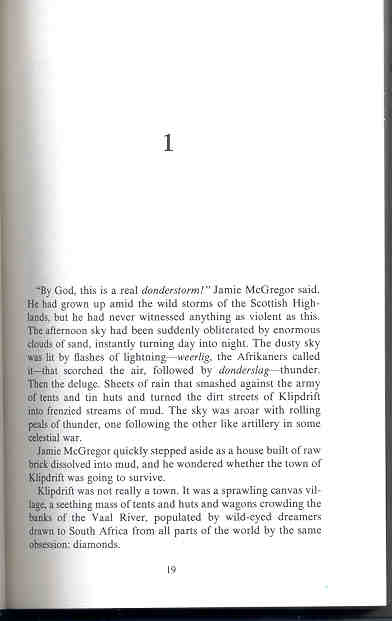 1
"By God, this is a real donderstorm!" Jamie McGregor said.
He had grown up amid the wild storms of the Scottish High-
lands, but he had never witnessed anything as violent as this.
The afternoon sky had been suddenly obliterated by enormous
clouds of sand, instantly turning day into night. The dusty sky
was lit by flashes of lightning—weerlig, the Afrikaners called
it—that scorched the air, followed by donderslag—thunder.
Then the deluge. Sheets of rain that smashed against the army
of tents and tin huts and turned the dirt streets of Klipdrift
into frenzied streams of mud. The sky was aroar with rolling
peals of thunder, one following the other like artillery in some
celestial war.
Jamie McGregor quickly stepped aside as a house built of raw
brick dissolved into mud, and he wondered whether the town of
Klipdrift was going to survive.
Klipdrift was not really a town. It was a sprawling canvas vil-
lage, a seething mass of tents and huts and wagons crowding the
banks of the Vaal River, populated by wild-eyed dreamers
drawn to South Africa from all parts of the world by the same
obsession: diamonds.
19